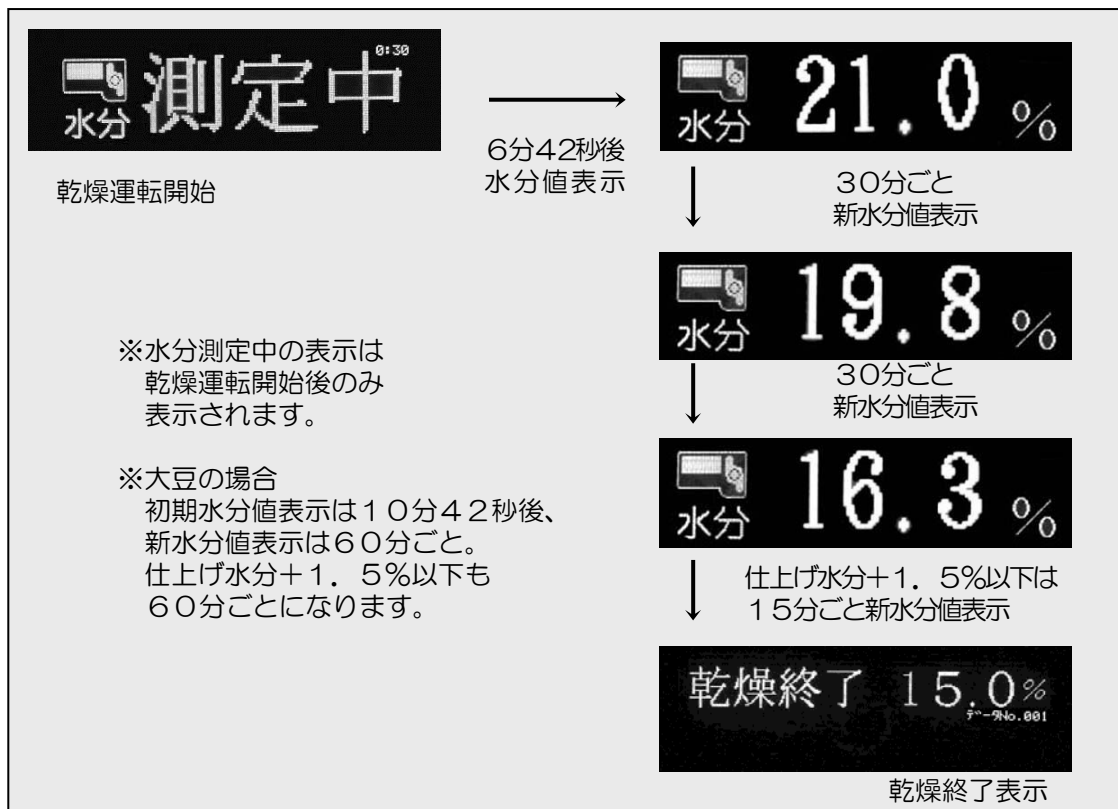 水分 測定中 0:30
乾燥運転開始
6分42秒後
水分値表示
水分 21.0 %
30分ごと
新水分値表示
水分 19.8 %
30分ごと
新水分値表示
水分 16.3 %
仕上げ水分+1.5%以下は
15分ごと新水分値表示
乾燥終了 15.0%
データNo.001
乾燥終了表示
※水分測定中の表示は
乾燥運転開始後のみ
表示されます。
※大豆の場合
初期水分値表示は10分42秒後、
新水分値表示は60分ごと。
仕上げ水分+1.5%以下も
60分ごとになります。